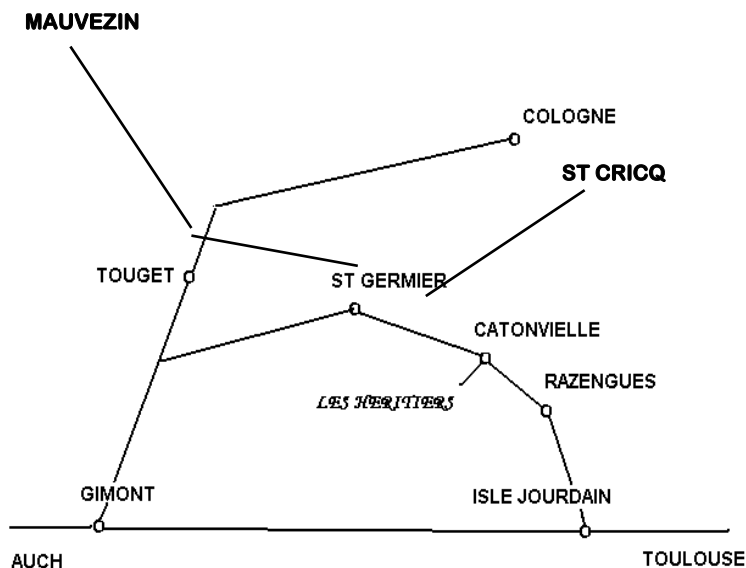 MAUVEZIN
COLOGNE
ST CRICQ
TOUGET
ST GERMIER
CATONVIELLE
RAZENGUES
LES HERITIERS
GIMONT
ISLE JOURDAIN
AUCH
TOULOUSE